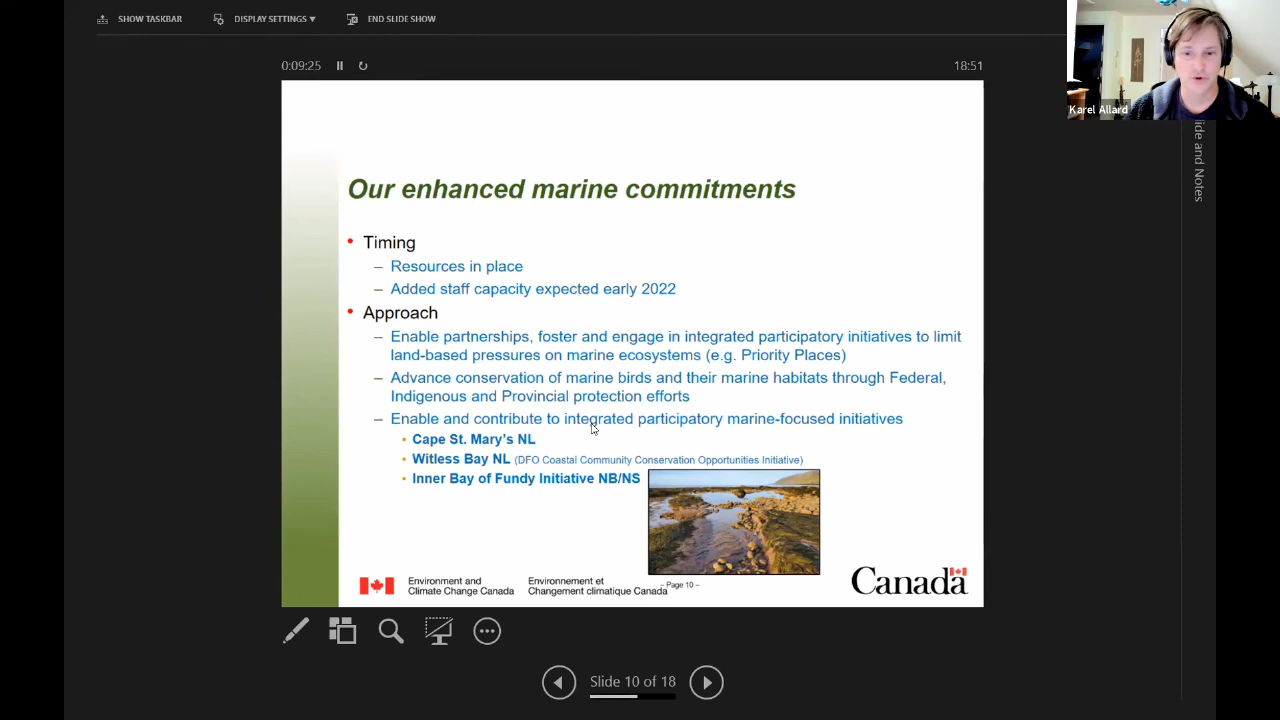 SHOW TASKBAR DISPLAY SETTINGS ▼ END SLIDE SHOW
0:09:25 18:51
Karel Allard
lide and Notes
Our enhanced marine commitments
• Timing
– Resources in place
– Added staff capacity expected early 2022
• Approach
– Enable partnerships, foster and engage in integrated participatory initiatives to limit
land-based pressures on marine ecosystems (e.g. Priority Places)
– Advance conservation of marine birds and their marine habitats through Federal,
Indigenous and Provincial protection efforts
– Enable and contribute to integrated participatory marine-focused initiatives
• Cape St. Mary's NL
• Witless Bay NL (DFO Coastal Community Conservation Opportunities Initiative)
• Inner Bay of Fundy Initiative NB/NS
Environment and
Climate Change Canada
Environnement et
Changement climatique Canada
– Page 10 –
Canada
Slide 10 of 18